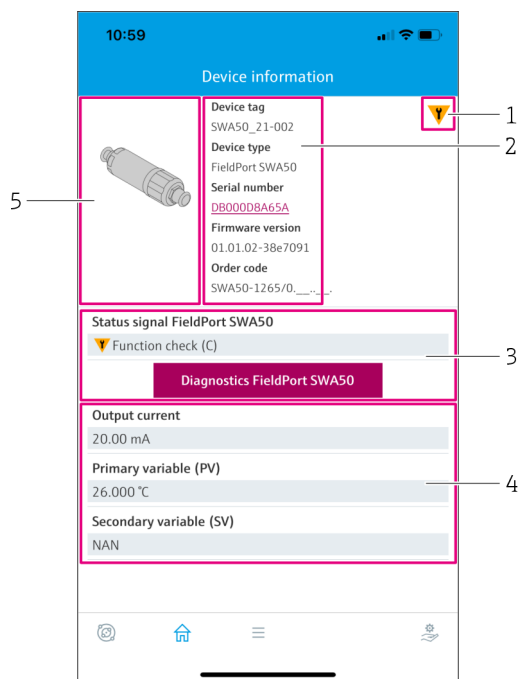 10:59
Device information
Device tag
SWA50_21-002
Device type
FieldPort SWA50
Serial number
DB000D8A65A
Firmware version
01.01.02-38e7091
Order code
SWA50-1265/0.__..__.
1
2
5
Status signal FieldPort SWA50
Function check (C)
3
Diagnostics FieldPort SWA50
Output current
20.00 mA
Primary variable (PV)
26.000 °C
4
Secondary variable (SV)
NAN